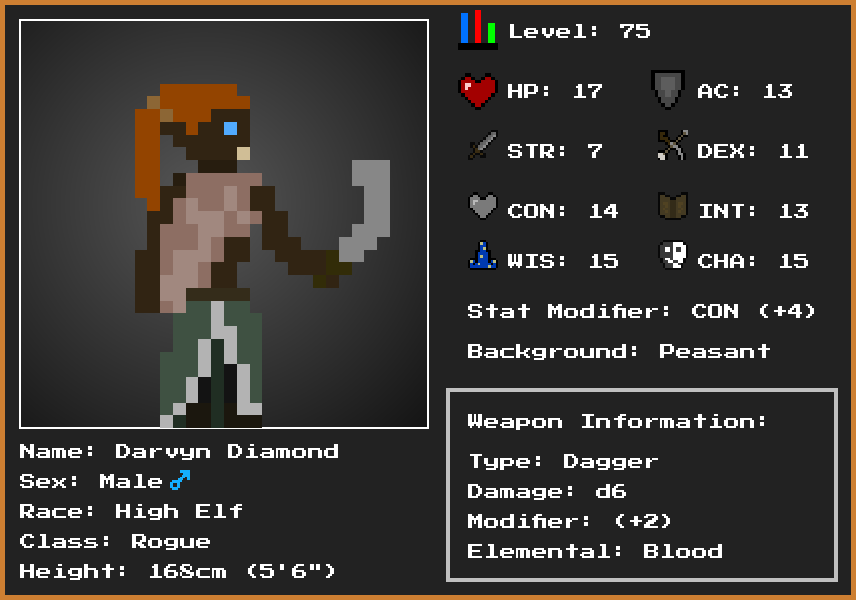 Level: 75
HP: 17
AC: 13
STR: 7
DEX: 11
CON: 14
INT: 13
WIS: 15
CHA: 15
Stat Modifier: CON (+4)
Background: Peasant
Weapon Information:
Type: Dagger
Damage: d6
Modifier: (+2)
Elemental: Blood
Name: Darvyn Diamond
Sex: Male ♂
Race: High Elf
Class: Rogue
Height: 168cm (5'6")